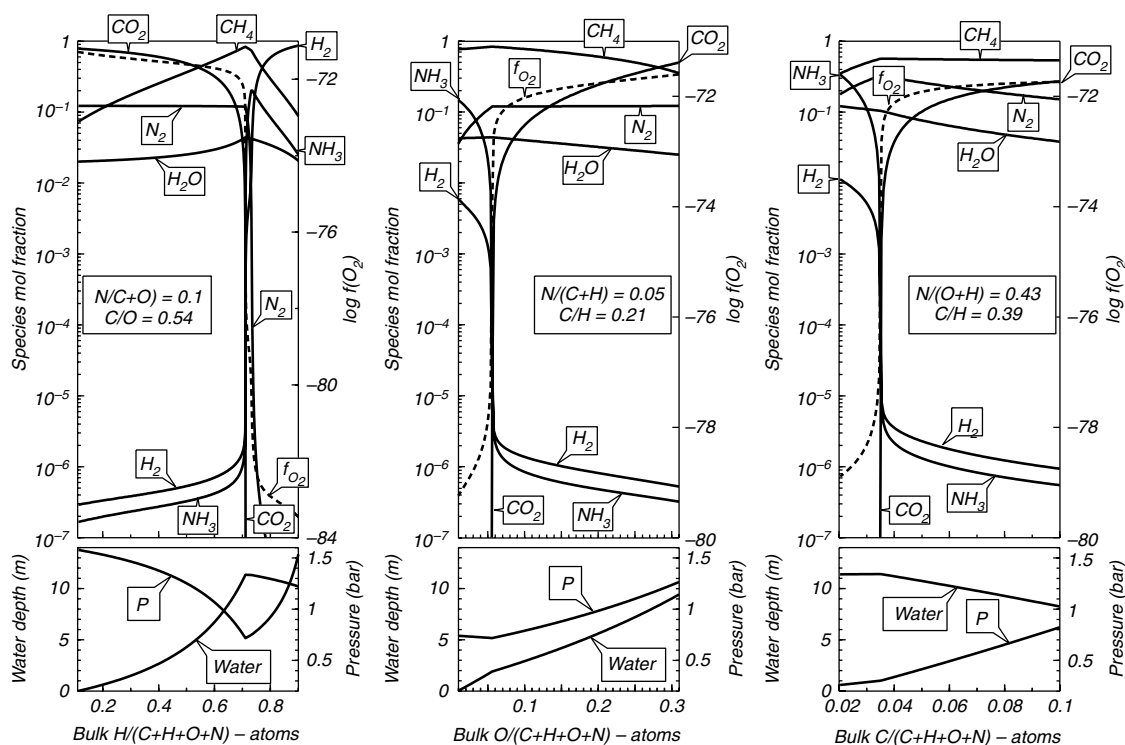 CO2 CH4 H2
1
10−1
10−2
10−3
10−4
10−5
10−6
10−7
Species mol fraction
N2
H2O
NH3
N/C+O) = 0.1
C/O = 0.54
N2
H2
NH3
CO2
fO2
−72
−76
−80
−84
log f(O2)
CH4 CO2
1
NH3
10−1
fO2
N2
H2O
H2
10−2
10−3
10−4
10−5
10−6
10−7
Species mol fraction
N/(C+H) = 0.05
C/H = 0.21
H2
NH3
CO2
−72
−74
−76
−78
−80
log f(O2)
CH4 CO2
1
NH3
10−1
fO2
N2
H2O
H2
10−2
10−3
10−4
10−5
10−6
10−7
Species mol fraction
N/(O+H) = 0.43
C/H = 0.39
H2
NH3
CO2
−72
−74
−76
−78
−80
log f(O2)
Water depth (m)
10
5
0
P
Water
1.5
1
0.5
Pressure (bar)
0.2 0.4 0.6 0.8
Bulk H/(C+H+O+N) – atoms
Water depth (m)
10
5
0
P
Water
1.5
1
0.5
Pressure (bar)
0.1 0.2 0.3
Bulk O/(C+H+O+N) – atoms
Water depth (m)
10
5
0
Water
P
1.5
1
0.5
Pressure (bar)
0.02 0.04 0.06 0.08 0.1
Bulk C/(C+H+O+N) – atoms